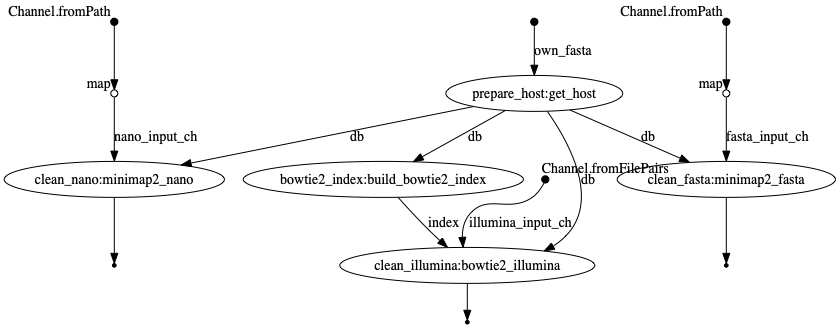 Channel.fromPath
Channel.fromPath
own_fasta
map
map
prepare_host:get_host
nano_input_ch
db
db
db
fasta_input_ch
Channel.fromFilePairs
clean_nano:minimap2_nano
bowtie2_index:build_bowtie2_index
db
clean_fasta:minimap2_fasta
index
illumina_input_ch
clean_illumina:bowtie2_illumina